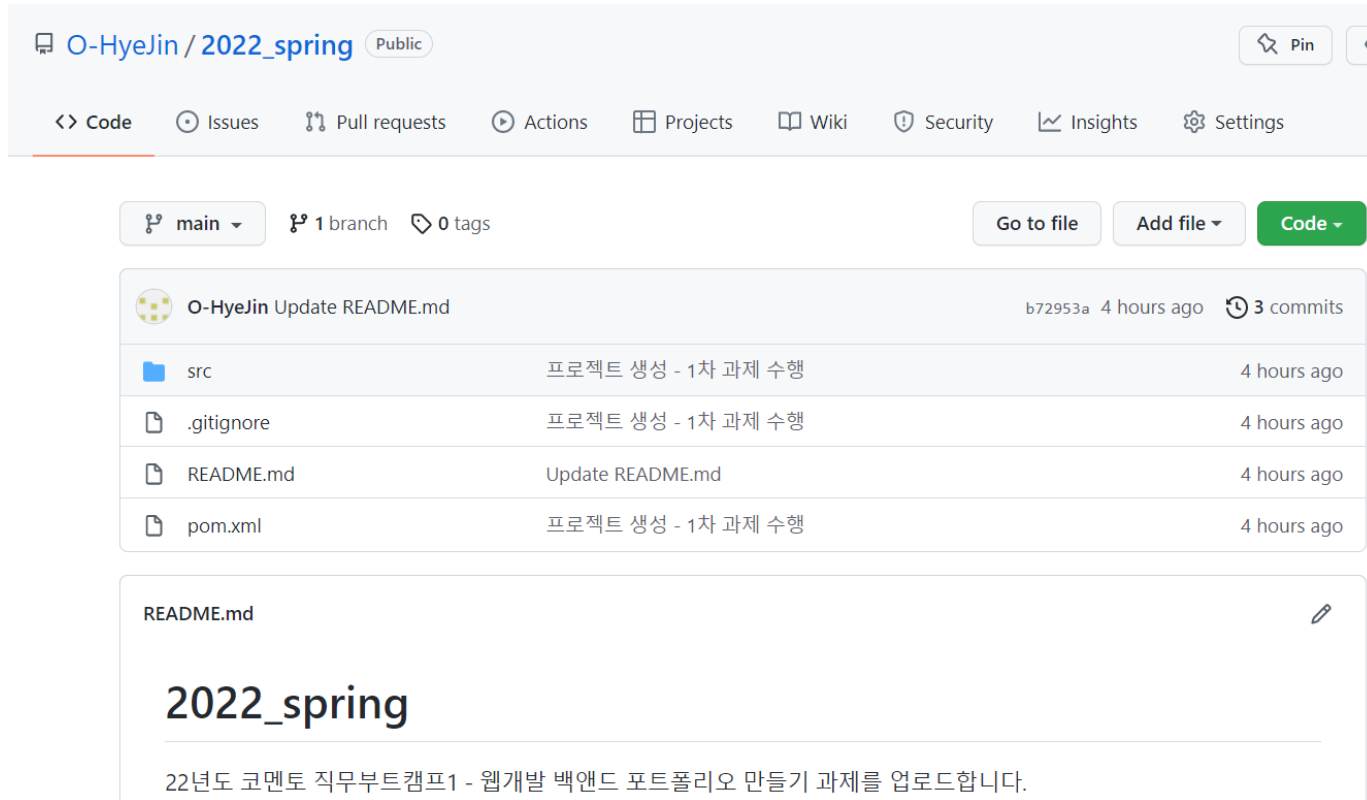 O-HyeJin / 2022_spring Public Pin
Code Issues Pull requests Actions Projects Wiki Security Insights Settings
main 1 branch 0 tags Go to file Add file Code
O-HyeJin Update README.md b72953a 4 hours ago 3 commits
src 프로젝트 생성 - 1차 과제 수행 4 hours ago
.gitignore 프로젝트 생성 - 1차 과제 수행 4 hours ago
README.md Update README.md 4 hours ago
pom.xml 프로젝트 생성 - 1차 과제 수행 4 hours ago
README.md
2022_spring
22년도 코멘토 직무부트캠프1 - 웹개발 백앤드 포트폴리오 만들기 과제를 업로드합니다.